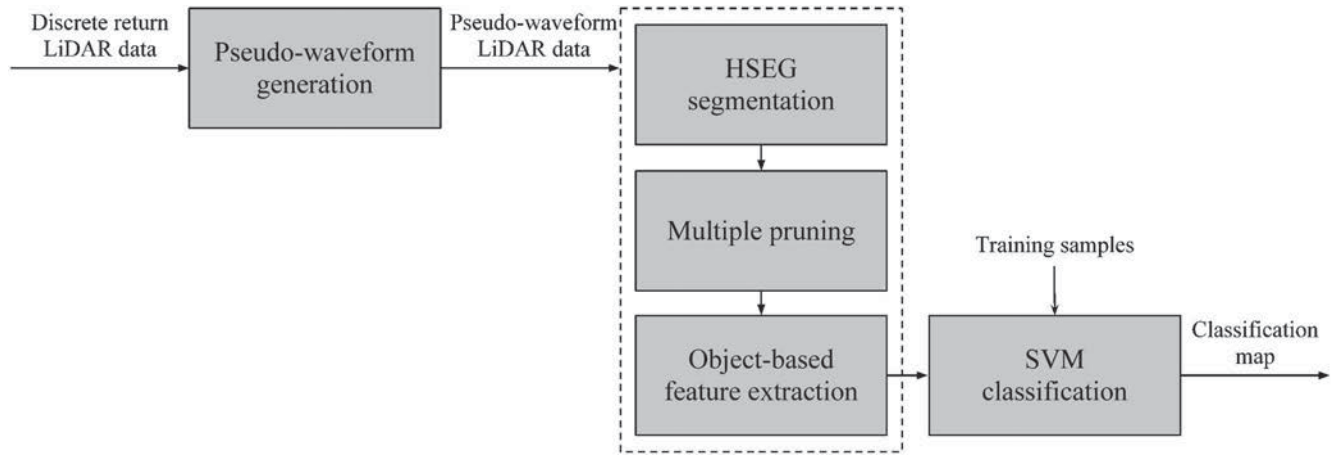 Discrete return
LiDAR data
Pseudo-waveform
generation
Pseudo-waveform
LiDAR data
HSEG
segmentation
Multiple pruning
Object-based
feature extraction
Training samples
SVM
classification
Classification
map